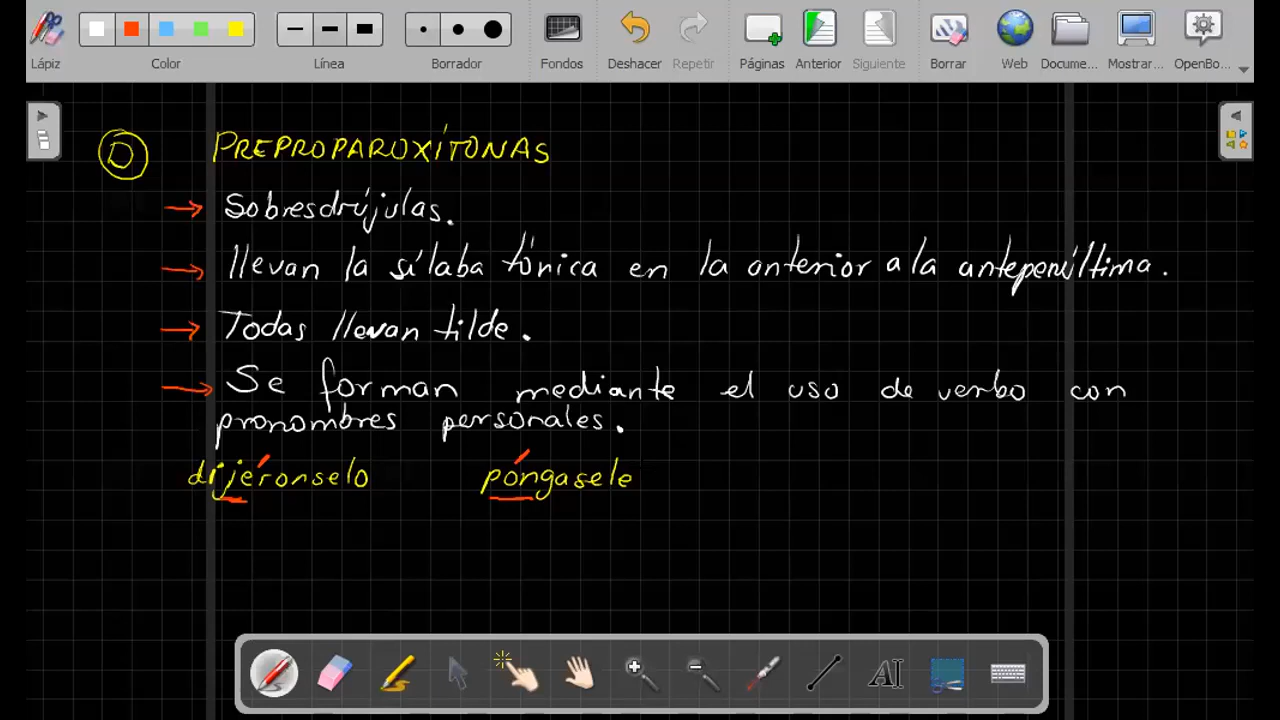 Lápiz Color Línea Borrador Fondos Deshacer Repetir Páginas Anterior Siguiente Borrar Web Docume... Mostrar... OpenBo...
D PREPROPAROXÍTONAS
→ Sobresdrújulas.
→ llevan la sílaba tónica en la anterior a la antepenúltima.
→ Todas llevan tilde.
→ Se forman mediante el uso de verbo con
pronombres personales.
dijéronselo póngasele
AI